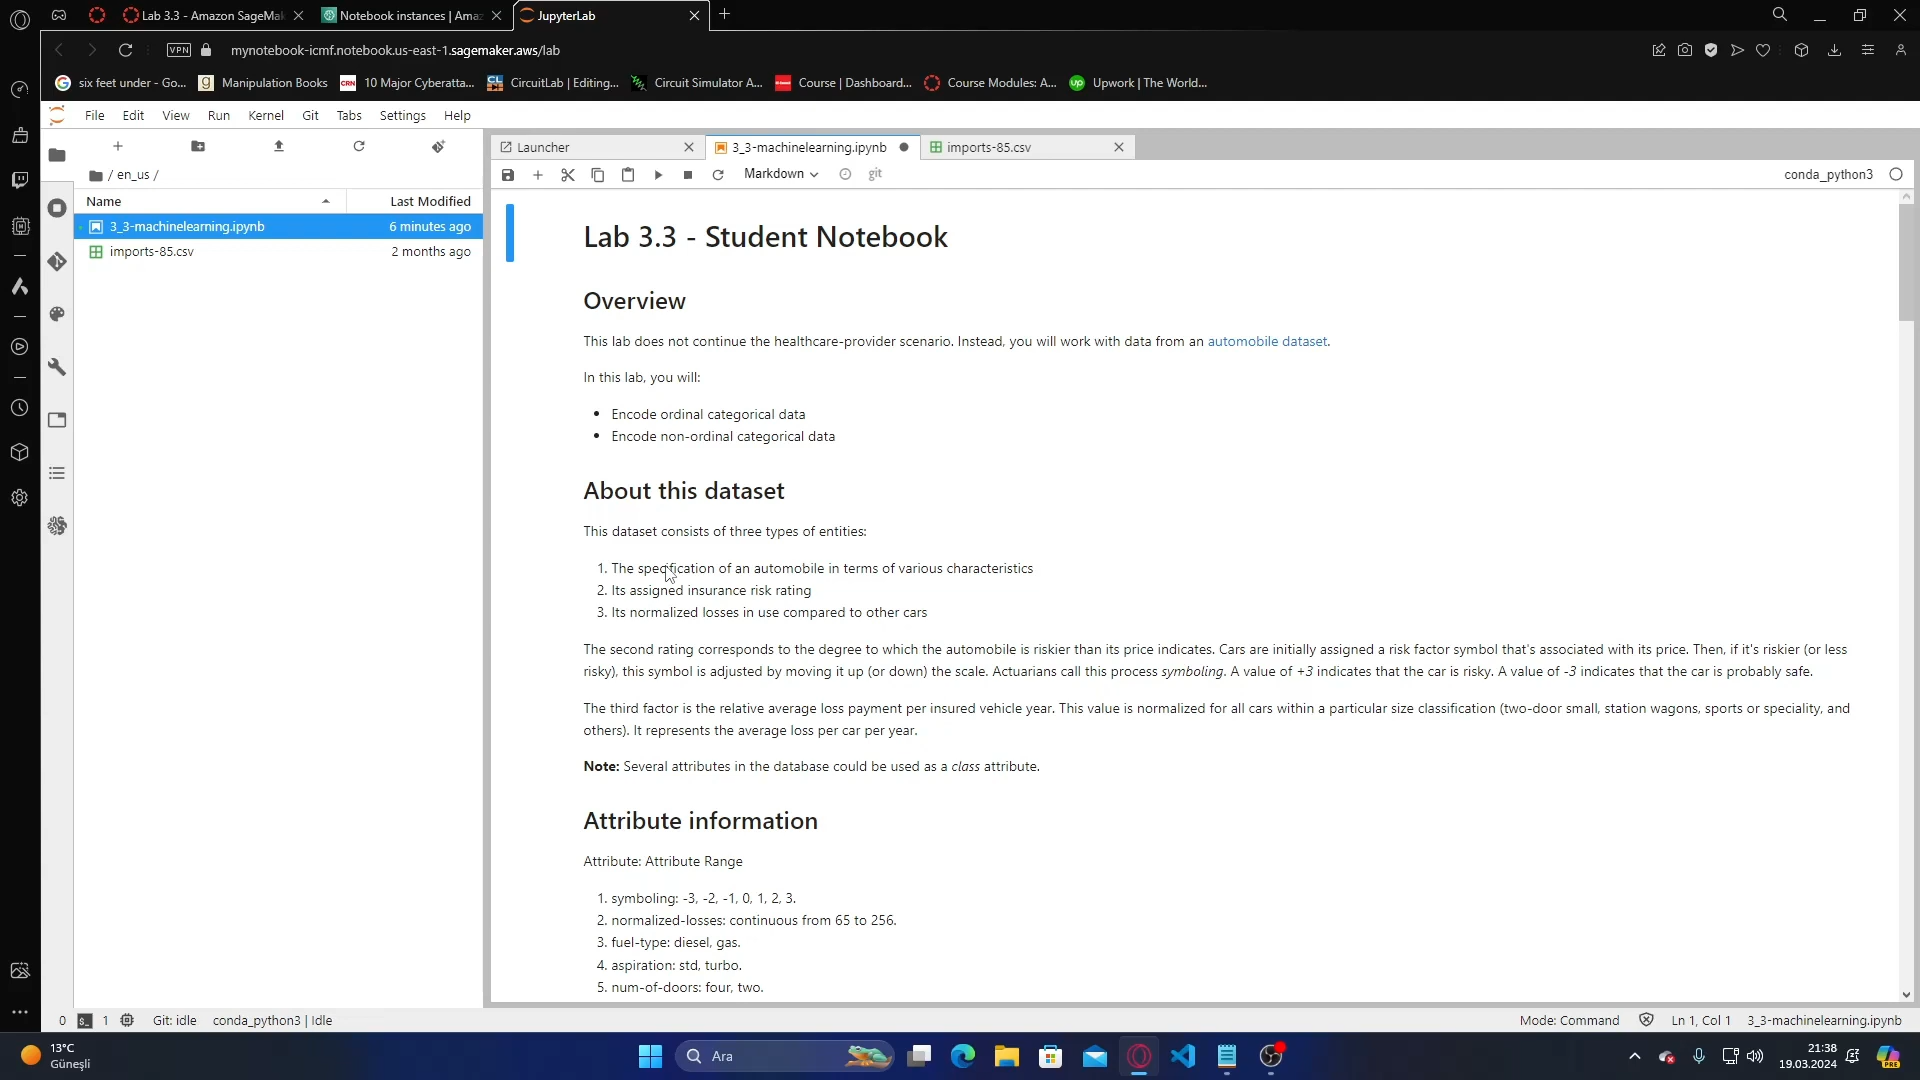 Lab 3.3 - Amazon SageMa
Notebook instances | Amaz
JupyterLab
VPN
mynotebook-icmf.notebook.us-east-1.sagemaker.aws/lab
six feet under - Go...
Manipulation Books
CRN
10 Major Cyberatta...
CL
CircuitLab | Editing...
Circuit Simulator A...
Course | Dashboard...
Course Modules: A...
up
Upwork | The World...
File Edit View Run Kernel Git Tabs Settings Help
Launcher
3_3-machinelearning.ipynb
imports-85.csv
/ en_us /
Markdown
git
conda_python3
Name
Last Modified
3_3-machinelearning.ipynb
6 minutes ago
imports-85.csv
2 months ago
Lab 3.3 - Student Notebook
Overview
This lab does not continue the healthcare-provider scenario. Instead, you will work with data from an automobile dataset.
In this lab, you will:
• Encode ordinal categorical data
• Encode non-ordinal categorical data
About this dataset
This dataset consists of three types of entities:
1. The specification of an automobile in terms of various characteristics
2. Its assigned insurance risk rating
3. Its normalized losses in use compared to other cars
The second rating corresponds to the degree to which the automobile is riskier than its price indicates. Cars are initially assigned a risk factor symbol that's associated with its price. Then, if it's riskier (or less
risky), this symbol is adjusted by moving it up (or down) the scale. Actuarians call this process symboling. A value of +3 indicates that the car is risky. A value of -3 indicates that the car is probably safe.
The third factor is the relative average loss payment per insured vehicle year. This value is normalized for all cars within a particular size classification (two-door small, station wagons, sports or speciality, and
others). It represents the average loss per car per year.
Note: Several attributes in the database could be used as a class attribute.
Attribute information
Attribute: Attribute Range
1. symboling: -3, -2, -1, 0, 1, 2, 3.
2. normalized-losses: continuous from 65 to 256.
3. fuel-type: diesel, gas.
4. aspiration: std, turbo.
5. num-of-doors: four, two.
0
1
Git: idle
conda_python3 | Idle
Mode: Command
Ln 1, Col 1
3_3-machinelearning.ipynb
13°C
Güneşli
Ara
21:38
19.03.2024
PRE